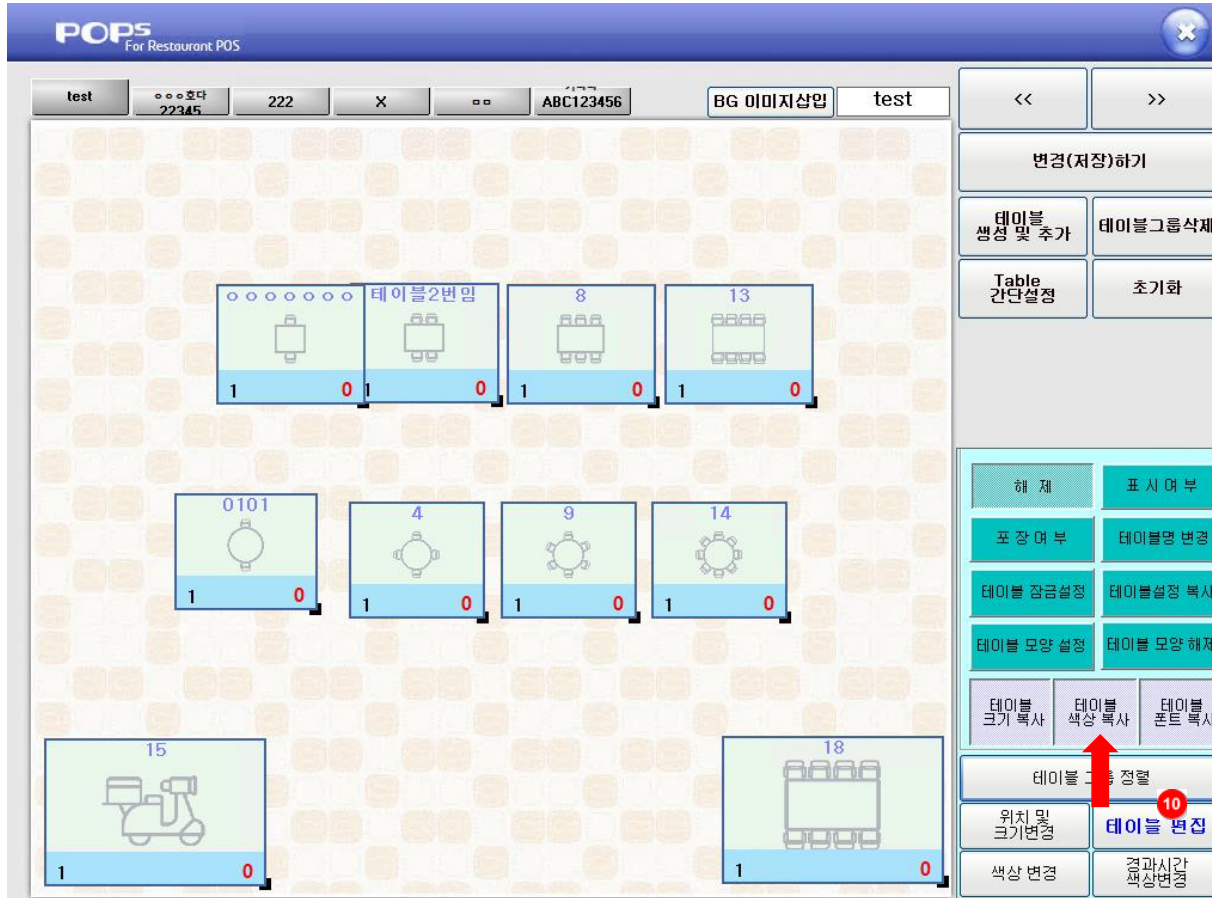 POPs
For Restaurant POS
test
ㅇㅇㅇ호다
22345
222
X
ㅁㅁ
ABC123456
BG 이미지삽입
test
<<
>>
변경(저장)하기
테이블
생성 및 추가
테이블그룹삭제
Table
간단설정
초기화
ㅇㅇㅇㅇㅇㅇㅇ
1
0
테이블2번임
1
0
8
1
0
13
1
0
0101
1
0
4
1
0
9
1
0
14
1
0
15
1
0
18
1
0
해 제
표 시 여 부
포 장 여 부
테이블명 변경
테이블 잠금설정
테이블설정 복사
테이블 모양 설정
테이블 모양 해제
테이블
크기 복사
테이블
색상 복사
테이블
폰트 복사
테이블 그룹 정렬
10
위치 및
크기변경
테이블 편집
색상 변경
경과시간
색상변경